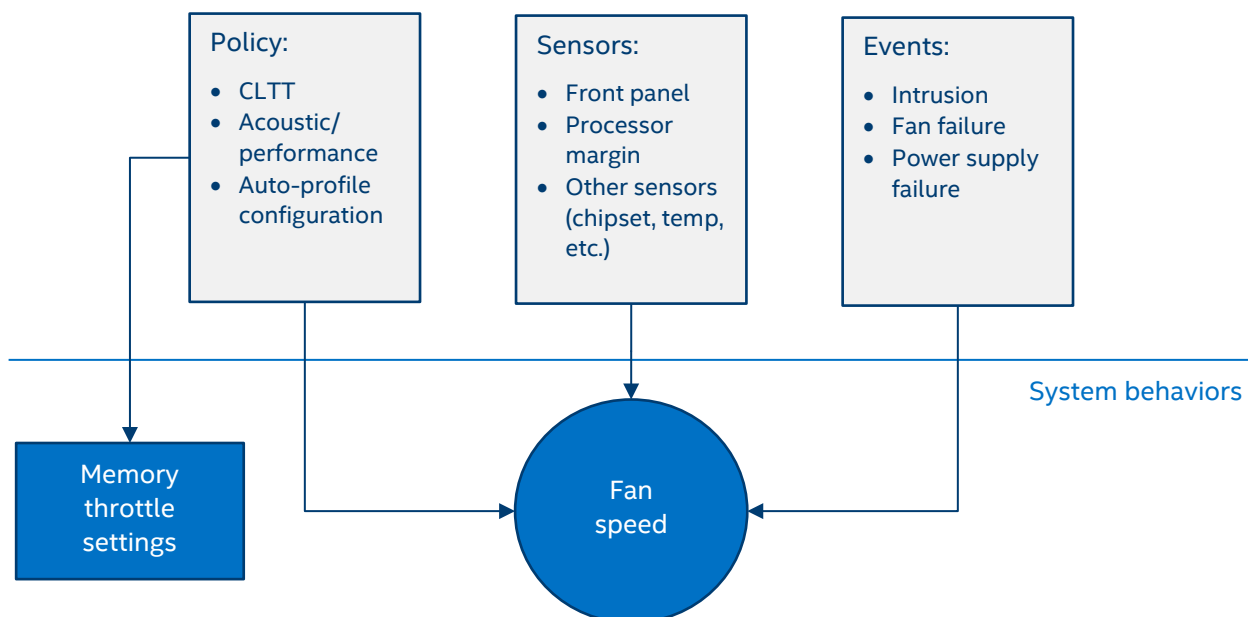 Policy:
• CLTT
• Acoustic/
performance
• Auto-profile
configuration
Sensors:
• Front panel
• Processor
margin
• Other sensors
(chipset, temp,
etc.)
Events:
• Intrusion
• Fan failure
• Power supply
failure
System behaviors
Memory
throttle
settings
Fan
speed